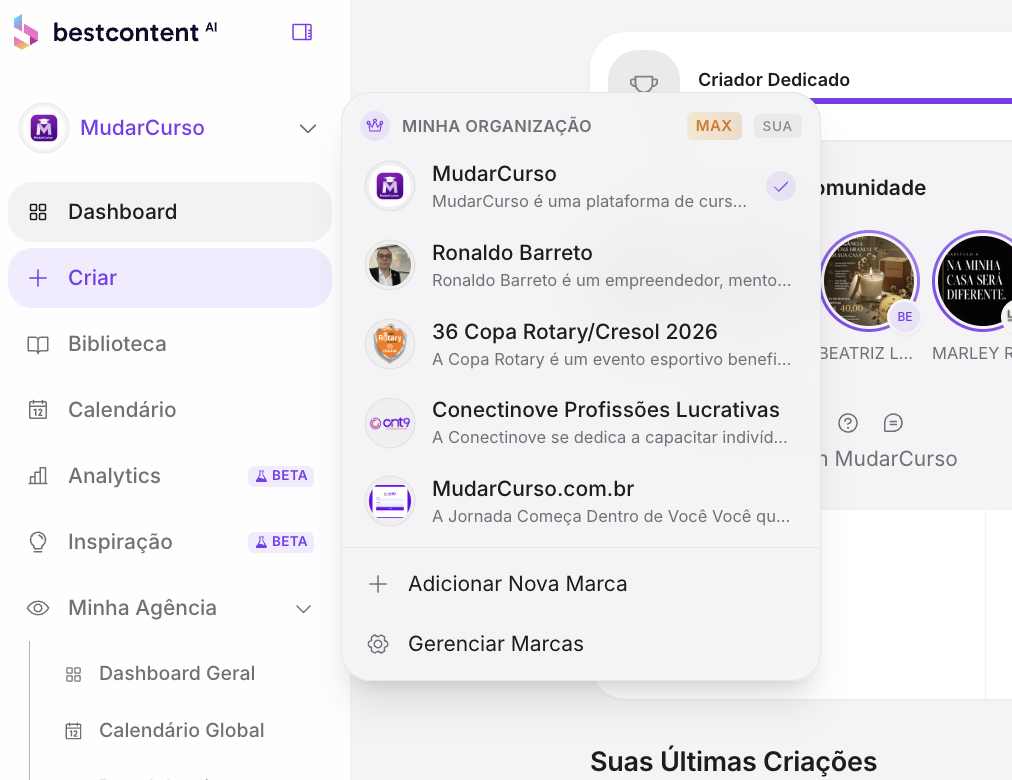 bestcontent AI
MudarCurso
Dashboard
Criar
Biblioteca
Calendário
Analytics
BETA
Inspiração
BETA
Minha Agência
Dashboard Geral
Calendário Global
Criador Dedicado
MINHA ORGANIZAÇÃO
MAX
SUA
MudarCurso
MudarCurso é uma plataforma de curs...
Ronaldo Barreto
Ronaldo Barreto é um empreendedor, mento...
36 Copa Rotary/Cresol 2026
A Copa Rotary é um evento esportivo benefi...
Conectinove Profissões Lucrativas
A Conectinove se dedica a capacitar indivíd...
MudarCurso.com.br
A Jornada Começa Dentro de Você Você qu...
Adicionar Nova Marca
Gerenciar Marcas
omunidade
NA MINHA
CASA SERÁ
DIFERENTE.
40,00
BE
BEATRIZ L...
MARLEY R
MudarCurso
Suas Últimas Criações